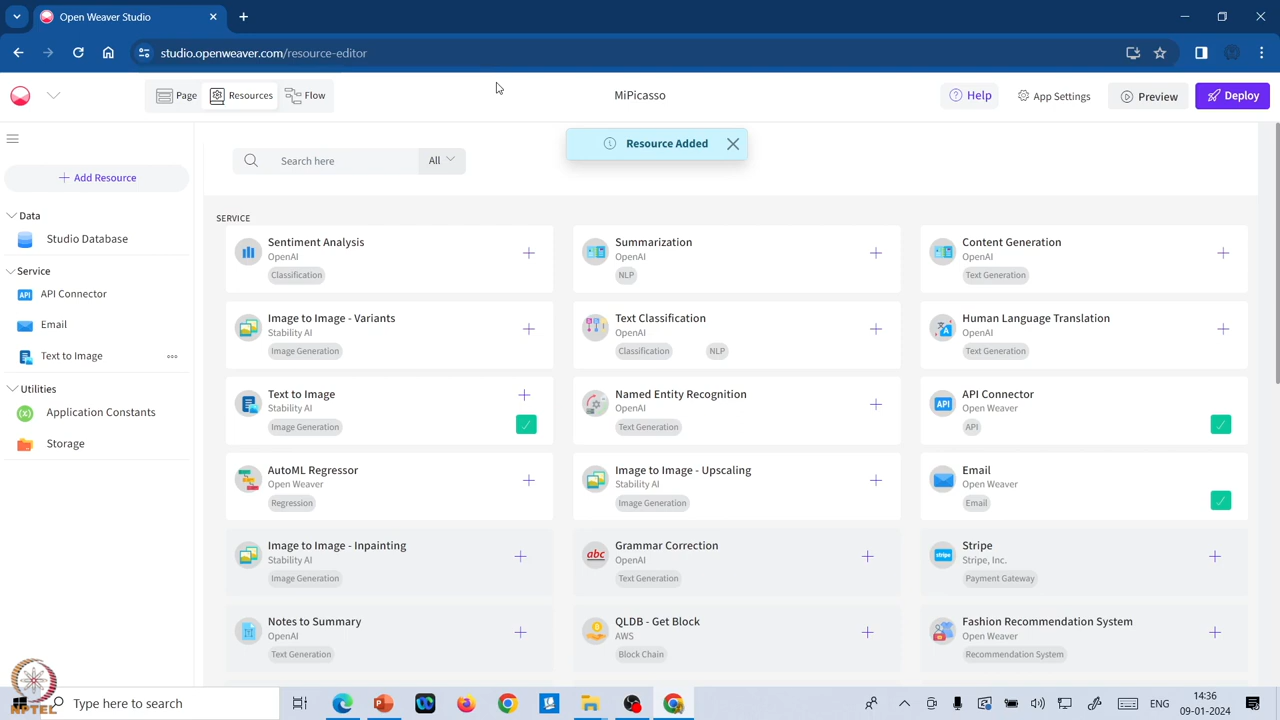 Open Weaver Studio
studio.openweaver.com/resource-editor
Page
Resources
Flow
MiPicasso
Help
App Settings
Preview
Deploy
Resource Added
Search here
All
Add Resource
Data
Studio Database
Service
API
API Connector
Email
Text to Image
Utilities
(x)
Application Constants
Storage
SERVICE
Sentiment Analysis
OpenAI
Classification
Summarization
OpenAI
NLP
Content Generation
OpenAI
Text Generation
Image to Image - Variants
Stability AI
Image Generation
Text Classification
OpenAI
Classification
NLP
Human Language Translation
OpenAI
Text Generation
Text to Image
Stability AI
Image Generation
Named Entity Recognition
OpenAI
Text Generation
API
API Connector
Open Weaver
API
AutoML Regressor
Open Weaver
Regression
Image to Image - Upscaling
Stability AI
Image Generation
Email
Open Weaver
Email
Image to Image - Inpainting
Stability AI
Image Generation
abc
Grammar Correction
OpenAI
Text Generation
stripe
Stripe
Stripe, Inc.
Payment Gateway
Notes to Summary
OpenAI
Text Generation
QLDB - Get Block
AWS
Block Chain
Fashion Recommendation System
Open Weaver
Recommendation System
NPTEL
Type here to search
ENG
14:36
09-01-2024